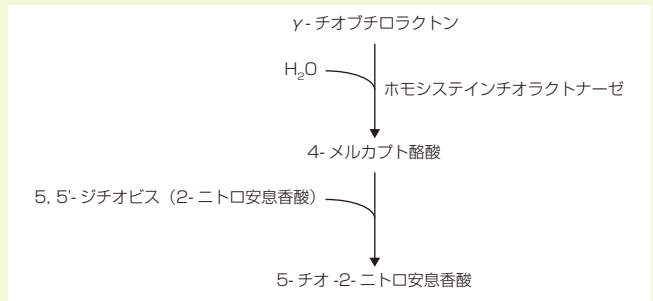 γ-チオブチロラクトン
H₂O
ホモシステインチオラクトナーゼ
4-メルカプト酪酸
5, 5'-ジチオビス（2-ニトロ安息香酸）
5-チオ-2-ニトロ安息香酸